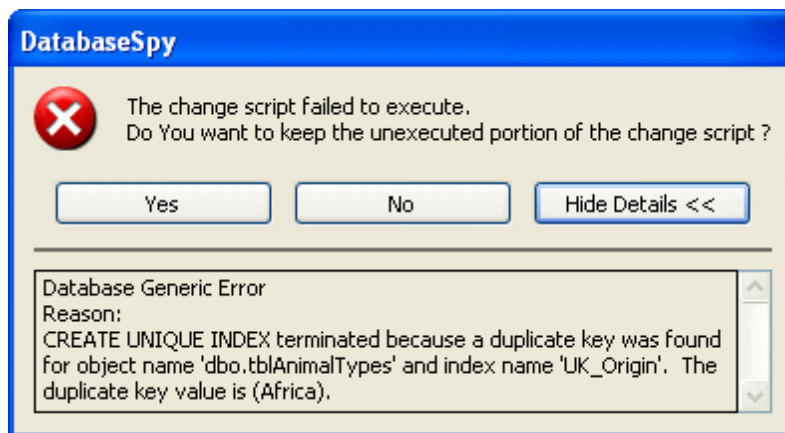 DatabaseSpy
The change script failed to execute.
Do You want to keep the unexecuted portion of the change script ?
Yes
No
Hide Details <<
Database Generic Error
Reason:
CREATE UNIQUE INDEX terminated because a duplicate key was found
for object name 'dbo.tblAnimalTypes' and index name 'UK_Origin'.  The
duplicate key value is (Africa).